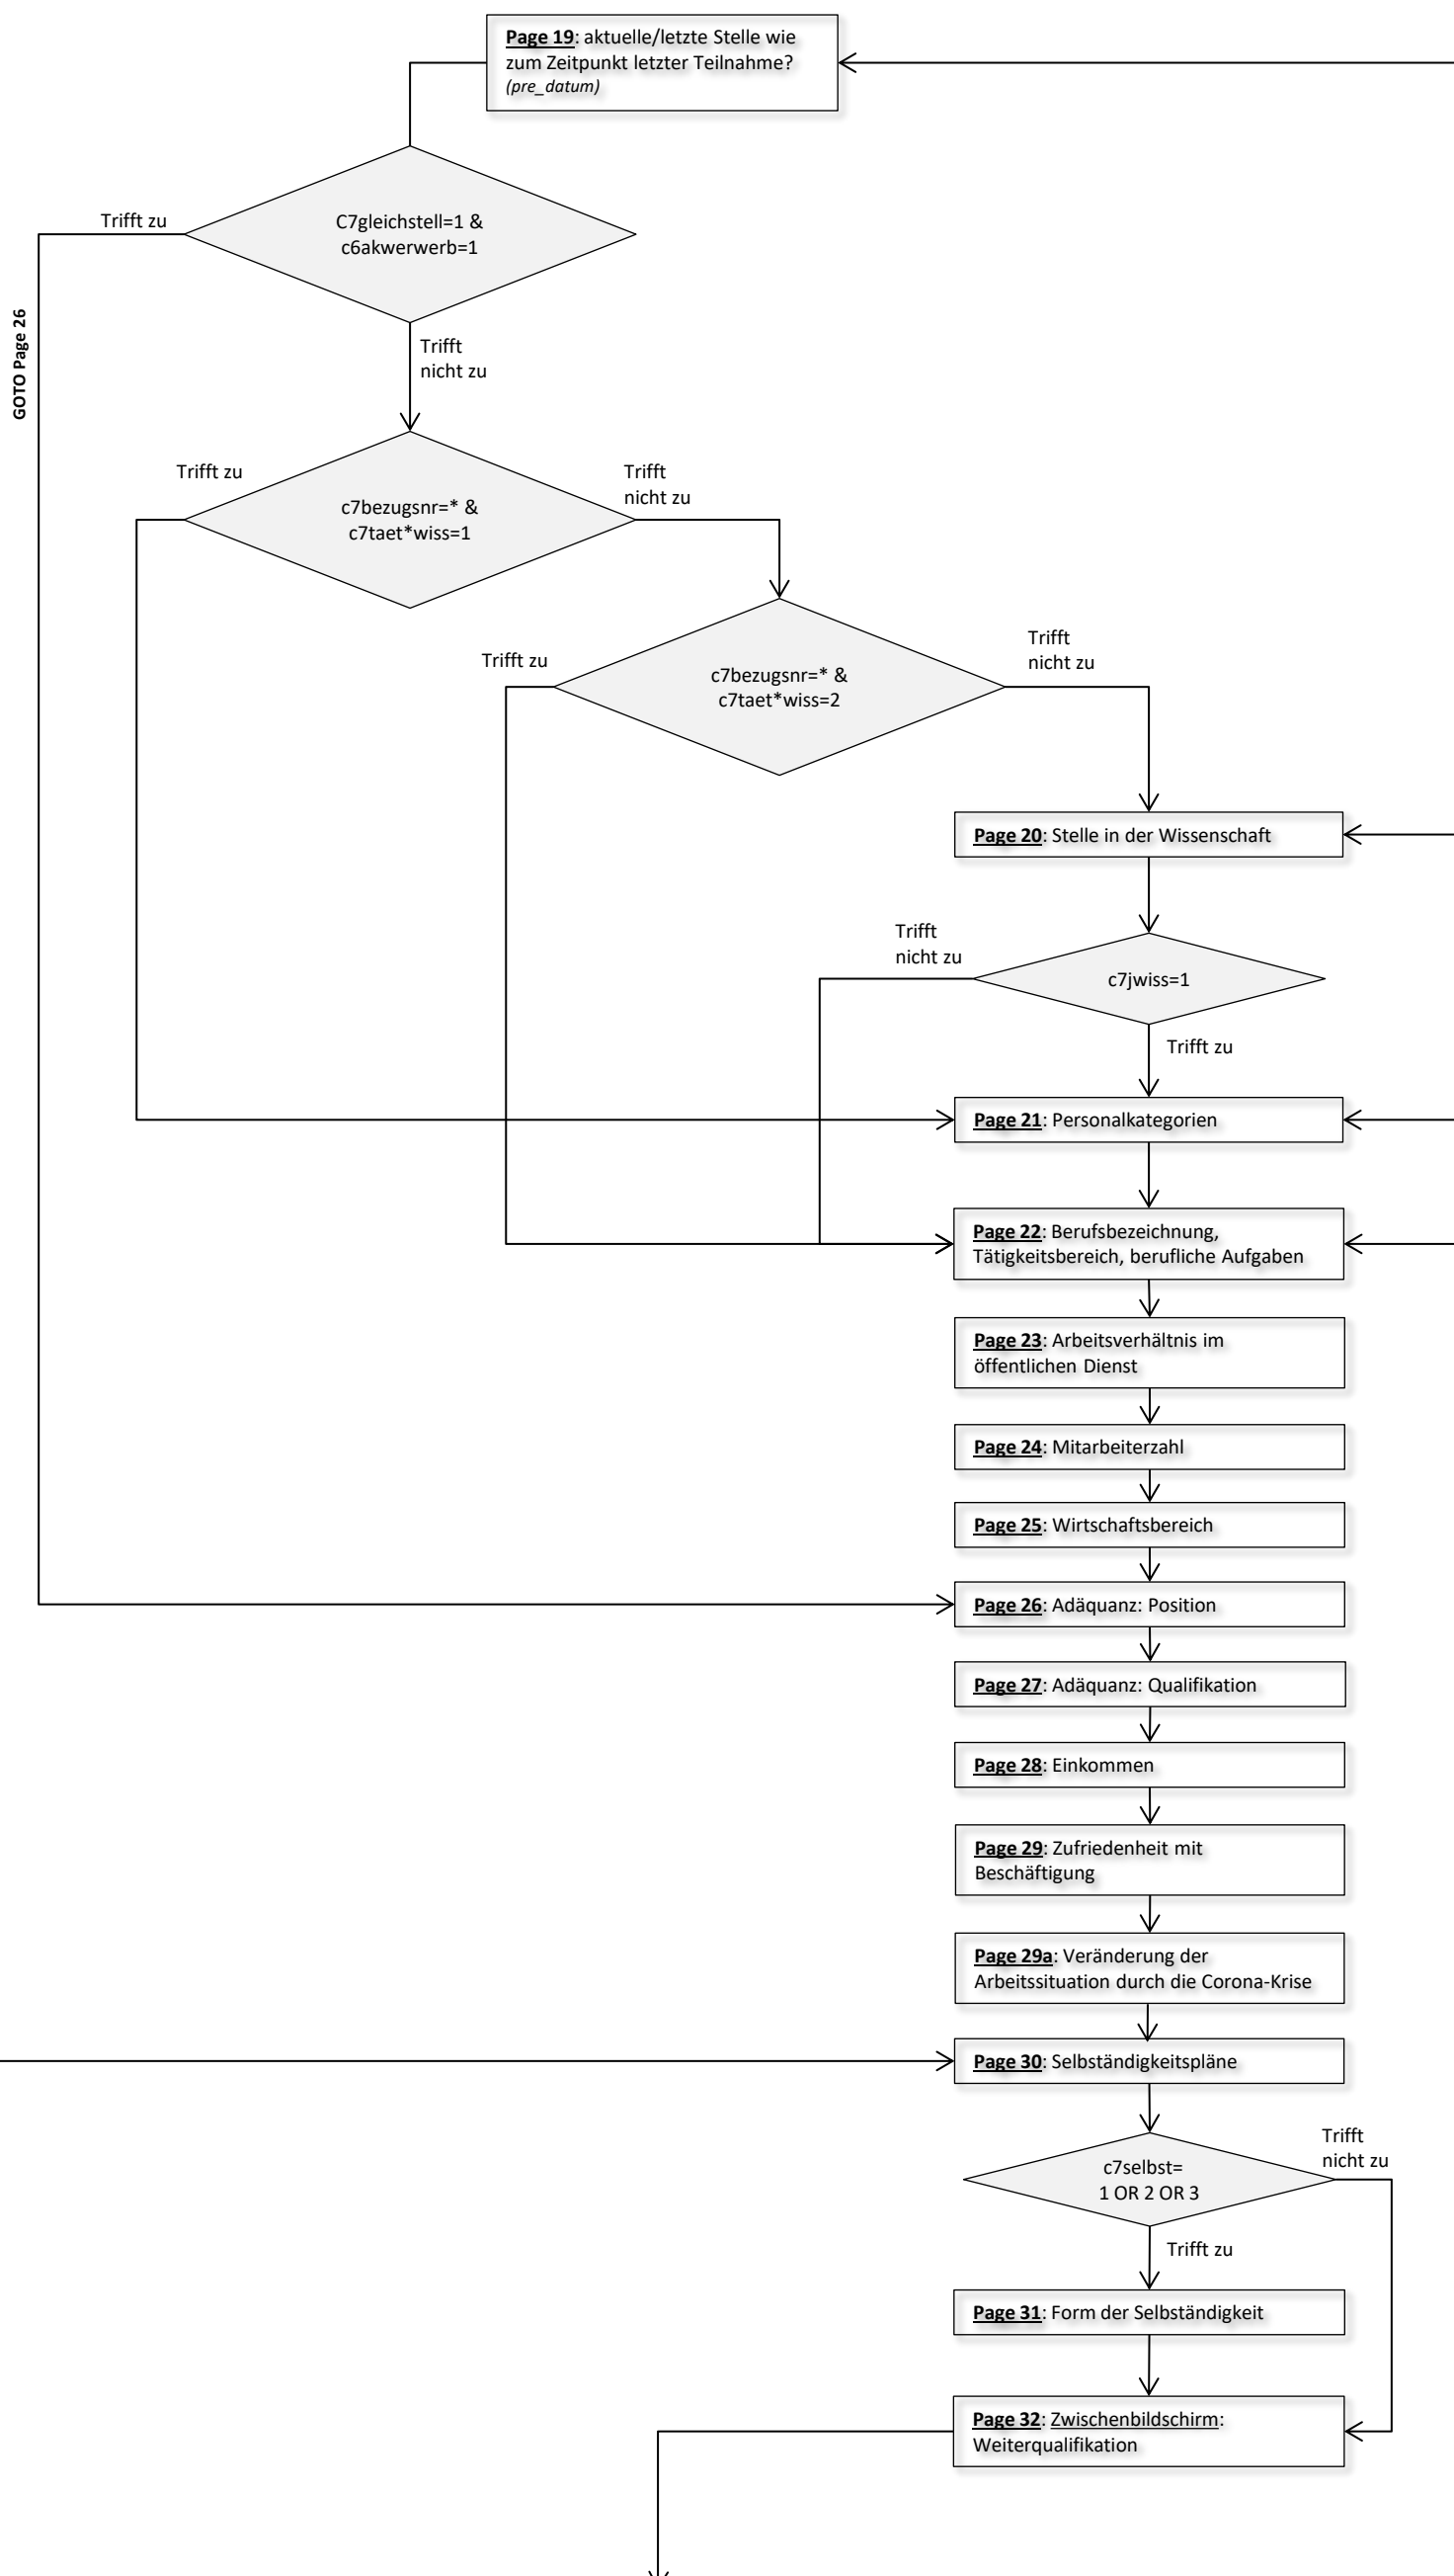 Page 19: aktuelle/letzte Stelle wie
zum Zeitpunkt letzter Teilnahme?
(pre_datum)
C7gleichstell=1 &
c6akwerwerb=1
Trifft zu
GOTO Page 26
Trifft
nicht zu
c7bezugsnr=* &
c7taet*wiss=1
Trifft zu
Trifft
nicht zu
c7bezugsnr=* &
c7taet*wiss=2
Trifft zu
Trifft
nicht zu
Page 20: Stelle in der Wissenschaft
c7jwiss=1
Trifft
nicht zu
Trifft zu
Page 21: Personalkategorien
Page 22: Berufsbezeichnung,
Tätigkeitsbereich, berufliche Aufgaben
Page 23: Arbeitsverhältnis im
öffentlichen Dienst
Page 24: Mitarbeiterzahl
Page 25: Wirtschaftsbereich
Page 26: Adäquanz: Position
Page 27: Adäquanz: Qualifikation
Page 28: Einkommen
Page 29: Zufriedenheit mit
Beschäftigung
Page 29a: Veränderung der
Arbeitssituation durch die Corona-Krise
Page 30: Selbständigkeitspläne
c7selbst=
1 OR 2 OR 3
Trifft
nicht zu
Trifft zu
Page 31: Form der Selbständigkeit
Page 32: Zwischenbildschirm:
Weiterqualifikation